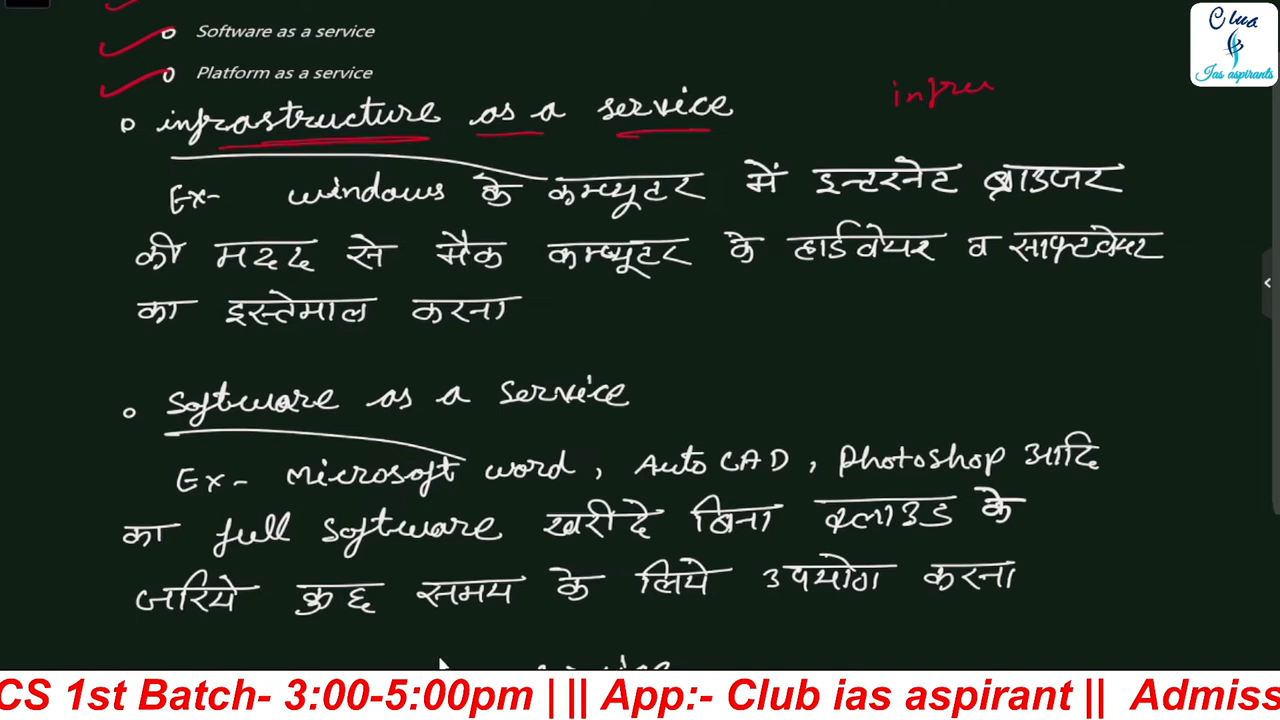 Club
Ias aspirants
Software as a service
Platform as a service
infrastructure as a service
infra
Ex- windows के कम्प्यूटर में इन्टरनेट ब्राउजर
की मदद से मैक कम्प्यूटर के हार्डवेयर व साफ्टवेयर
का इस्तेमाल करना
Software as a service
Ex- Microsoft word, AutoCAD, Photoshop आदि
का full software खरीदे बिना क्लाउड के
जरिये कुछ समय के लिये उपयोग करना
service
CS 1st Batch- 3:00-5:00pm | || App:- Club ias aspirant || Admiss